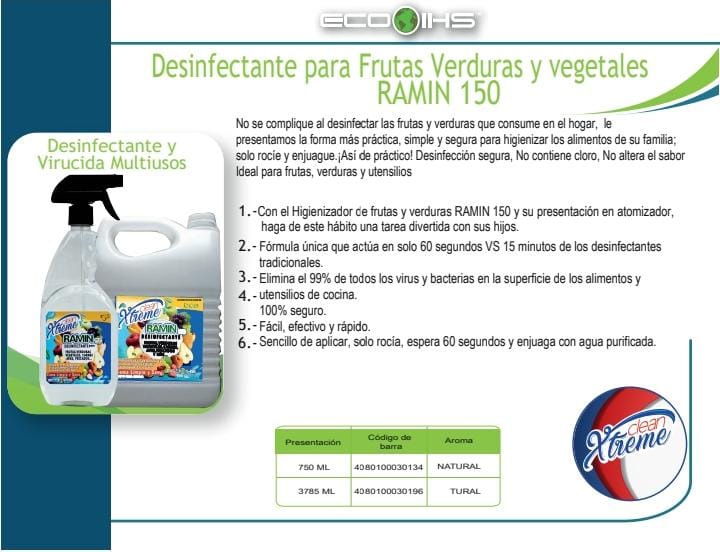 ECO IHS
Desinfectante para Frutas Verduras y vegetales
RAMIN 150
No se complique al desinfectar las frutas y verduras que consume en el hogar, le
presentamos la forma más práctica, simple y segura para higienizar los alimentos de su familia;
solo rocíe y enjuague.¡Así de práctico! Desinfección segura, No contiene cloro, No altera el sabor
Ideal para frutas, verduras y utensilios
Desinfectante y
Virucida Multiusos
1.-Con el Higienizador de frutas y verduras RAMIN 150 y su presentación en atomizador,
haga de este hábito una tarea divertida con sus hijos.
2.- Fórmula única que actúa en solo 60 segundos VS 15 minutos de los desinfectantes
tradicionales.
3.- Elimina el 99% de todos los virus y bacterias en la superficie de los alimentos y
4.- utensilios de cocina.
100% seguro.
5.- Fácil, efectivo y rápido.
6.- Sencillo de aplicar, solo rocía, espera 60 segundos y enjuaga con agua purificada.
Xtreme clean
RAMIN
DESINFECTANTE
Xtreme clean
RAMIN
DESINFECTANTE
Presentación Código de barra Aroma
750 ML 4080100030134 NATURAL
3785 ML 4080100030196 TURAL
clean
Xtreme